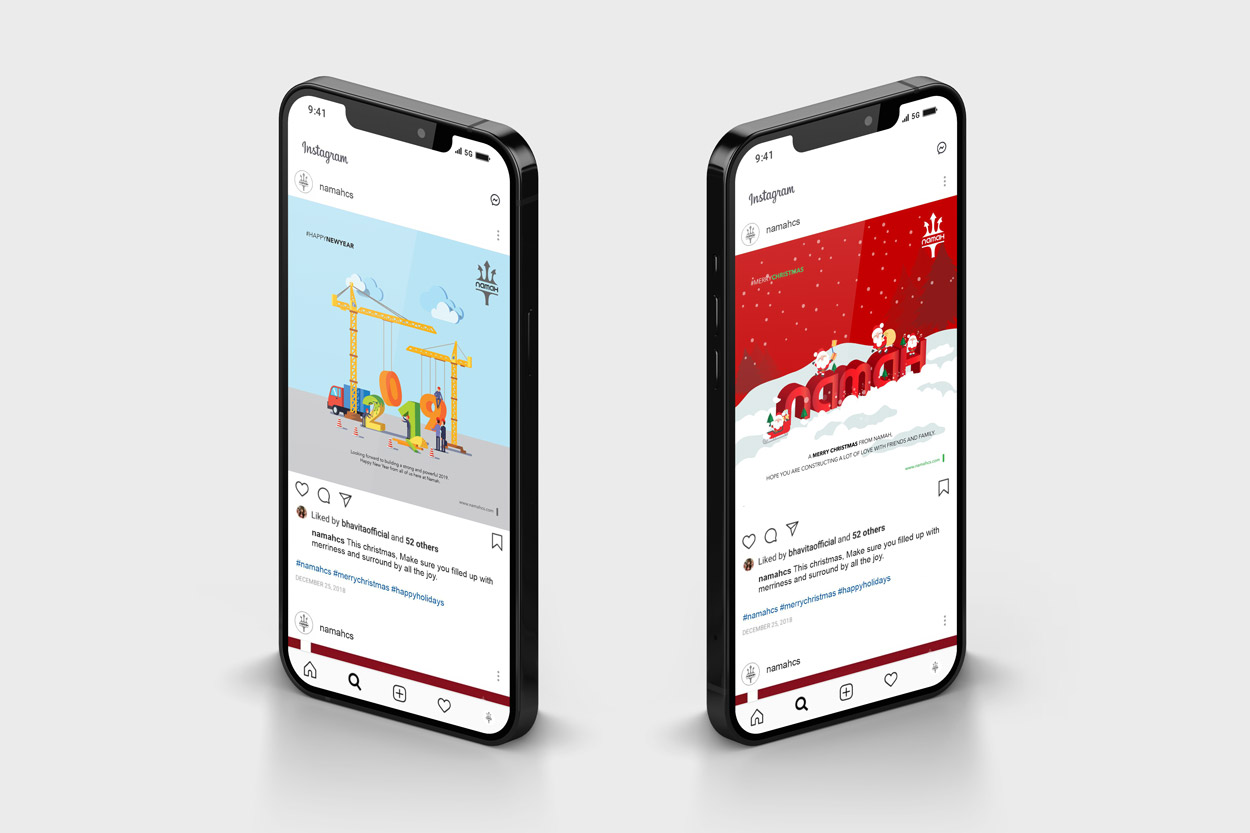 9:41
5G
Instagram
namahcs
#HAPPYNEWYEAR
namaH
2019
Looking forward to building a strong and powerful 2019.
Happy New Year from all of us here at Namah.
www.namahcs.com
Liked by bhavitaofficial and 52 others
namahcs This christmas, Make sure you filled up with
merriness and surround by all the joy.
#namahcs #merrychristmas #happyholidays
DECEMBER 25, 2018
namahcs
9:41
5G
Instagram
namahcs
#MERRYCHRISTMAS
namaH
namaH
A MERRY CHRISTMAS FROM NAMAH,
HOPE YOU ARE CONSTRUCTING A LOT OF LOVE WITH FRIENDS AND FAMILY.
www.namahcs.com
Liked by bhavitaofficial and 52 others
namahcs This christmas, Make sure you filled up with
merriness and surround by all the joy.
#namahcs #merrychristmas #happyholidays
DECEMBER 25, 2018
namahcs